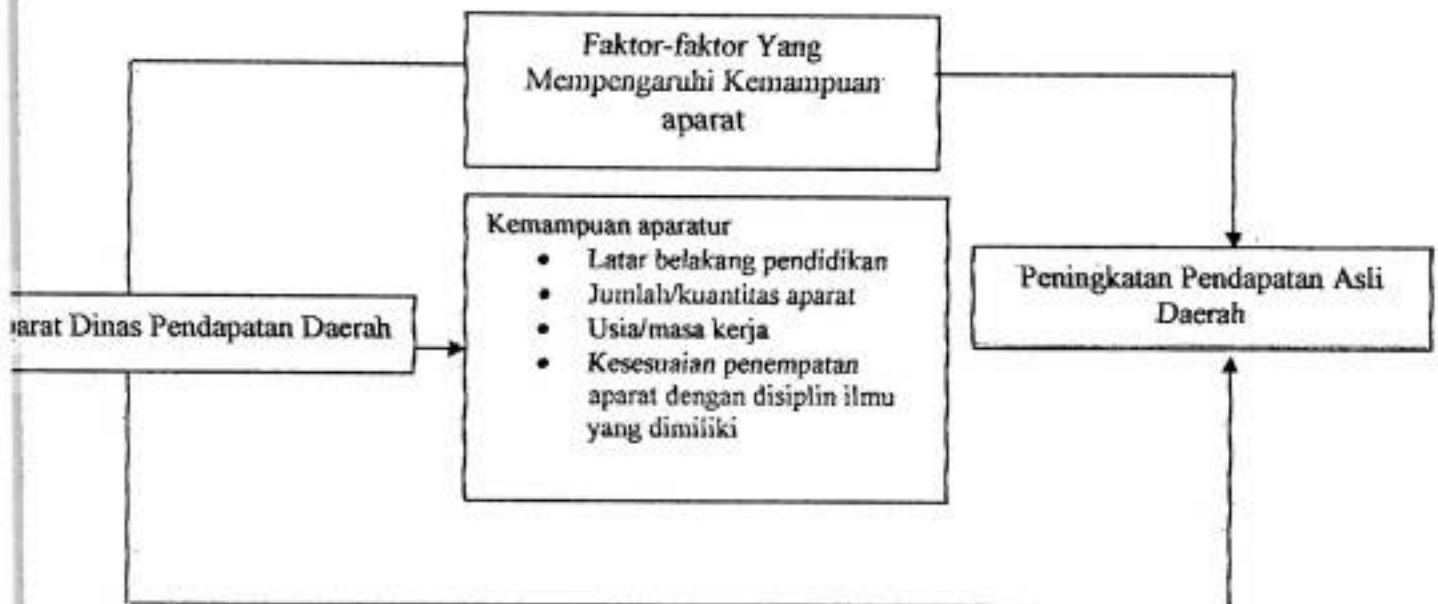 Faktor-faktor Yang
Mempengaruhi Kemampuan
aparat
Kemampuan aparatur
• Latar belakang pendidikan
• Jumlah/kuantitas aparat
• Usia/masa kerja
• Kesesuaian penempatan
aparat dengan disiplin ilmu
yang dimiliki
parat Dinas Pendapatan Daerah
Peningkatan Pendapatan Asli
Daerah